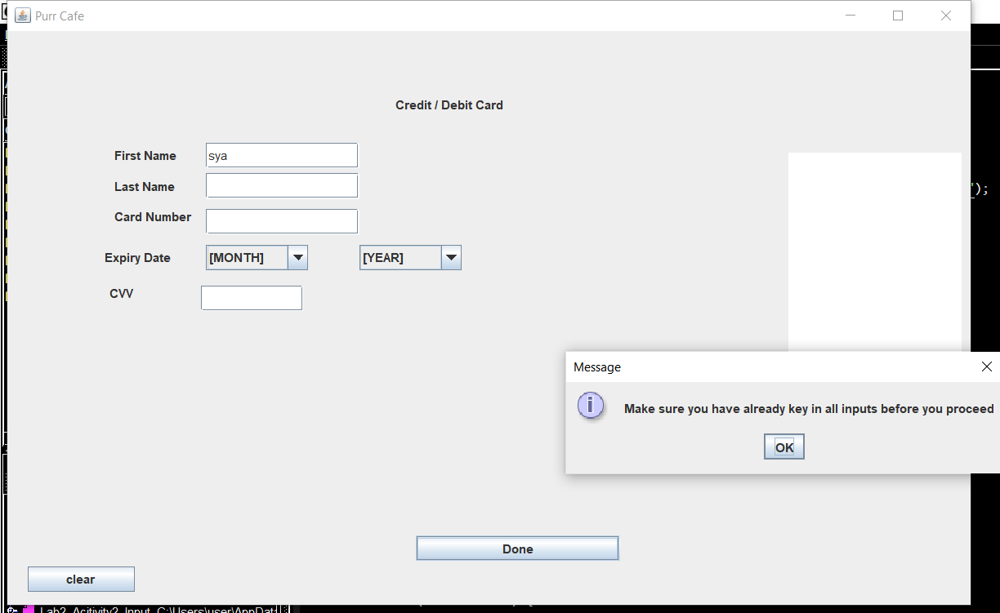 Purr Cafe
Credit / Debit Card
First Name
sya
Last Name
Card Number
Expiry Date
[MONTH]
[YEAR]
CVV
");
Message
Make sure you have already key in all inputs before you proceed
OK
Done
clear
Lab2_Acitivity2_Input C:\Users\user\AppData